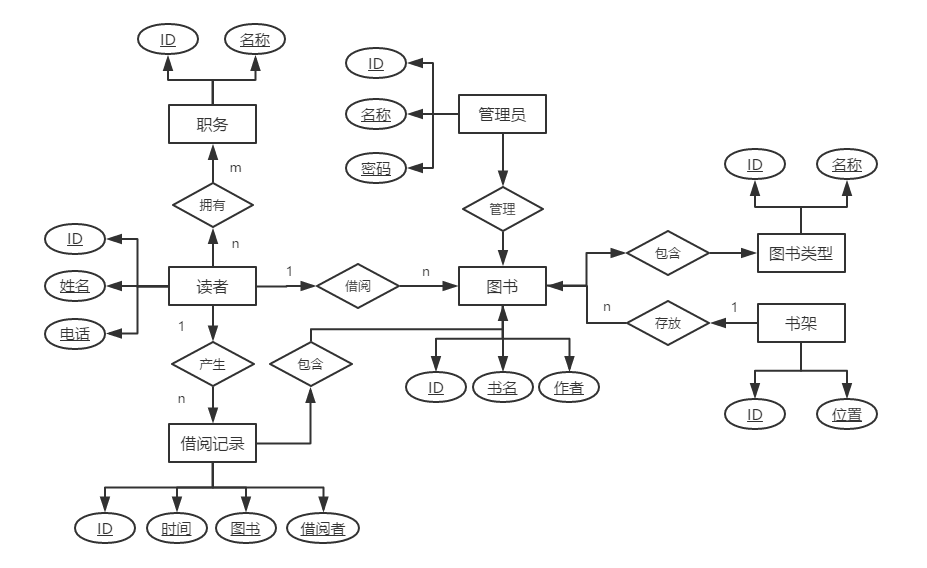 ID
名称
ID
管理员
名称
职务
密码
ID
名称
m
拥有
管理
ID
n
包含
图书类型
姓名
读者
1
借阅
n
图书
n
1
存放
书架
电话
1
产生
包含
ID
书名
作者
n
ID
位置
借阅记录
ID
时间
图书
借阅者